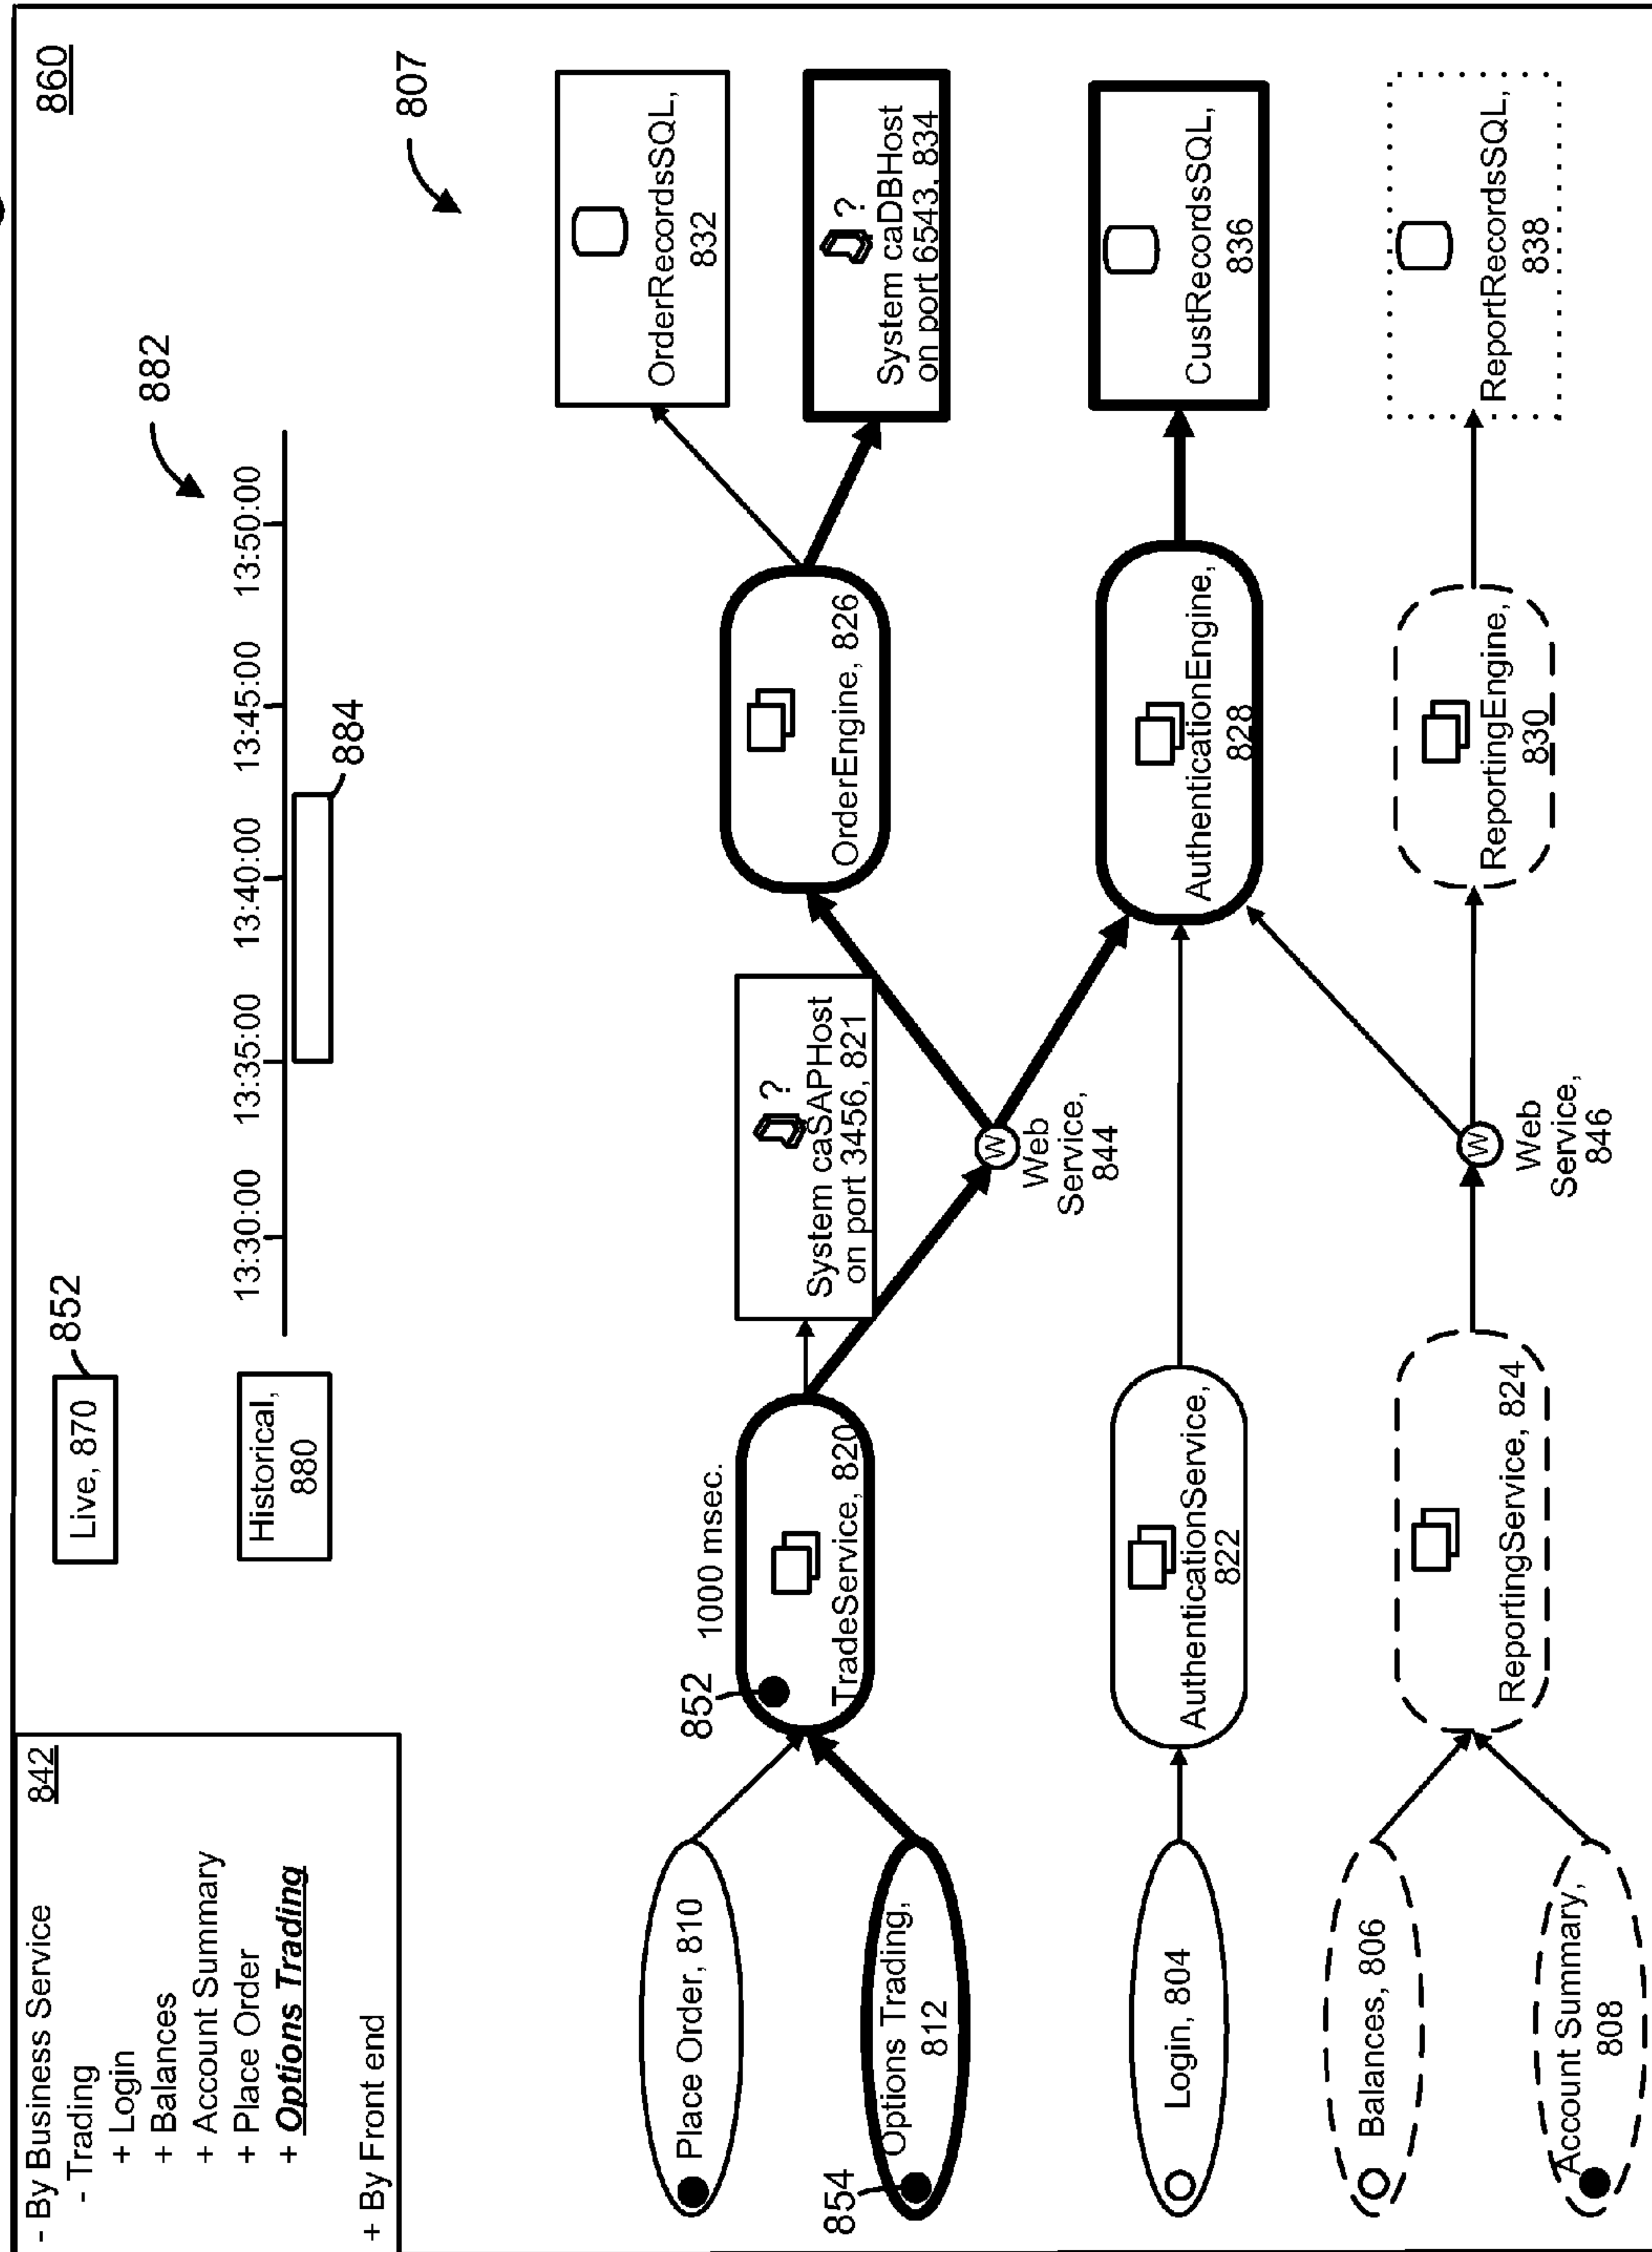 860
- By Business Service
842
- Trading
+ Login
+ Balances
+ Account Summary
+ Place Order
+ Options Trading
+ By Front end
Live, 870
852
Historical,
880
13:30:00
13:35:00
13:40:00
13:45:00
13:50:00
882
884
807
Place Order, 810
854
Options Trading,
812
Login, 804
Balances, 806
Account Summary,
808
852
1000 msec.
TradeService, 820
AuthenticationService,
822
ReportingService, 824
?
System caSAPHost
on port 3456, 821
W
Web
Service,
844
W
Web
Service,
846
OrderEngine, 826
AuthenticationEngine,
828
ReportingEngine,
830
OrderRecordsSQL,
832
?
System caDBHost
on port 6543, 834
CustRecordsSQL,
836
ReportRecordsSQL,
838